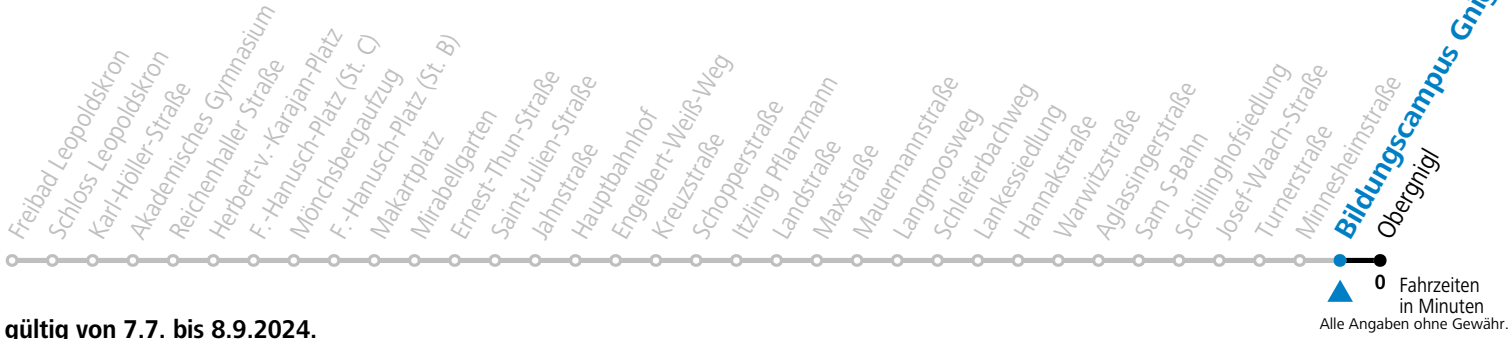 Freibad Leopoldskron
Schloss Leopoldskron
Karl-Höller-Straße
Akademisches Gymnasium
Reichenhaller Straße
Herbert-v.-Karajan-Platz
F.-Hanusch-Platz (St. C)
Mönchsbergaufzug
F.-Hanusch-Platz (St. B)
Makartplatz
Mirabellgarten
Ernest-Thun-Straße
Saint-Julien-Straße
Jahnstraße
Hauptbahnhof
Engelbert-Weiß-Weg
Kreuzstraße
Schopperstraße
Itzling Pflanzmann
Landstraße
Maxstraße
Mauermannstraße
Langmoosweg
Schleiferbachweg
Lankessiedlung
Hannakstraße
Warwitzstraße
Aglassingerstraße
Sam S-Bahn
Schillinghofsiedlung
Josef-Waach-Straße
Turnerstraße
Minnesheimstraße
Bildungscampus Gnig
Obergnigl
0 Fahrzeiten
in Minuten
Alle Angaben ohne Gewähr.
gültig von 7.7. bis 8.9.2024.